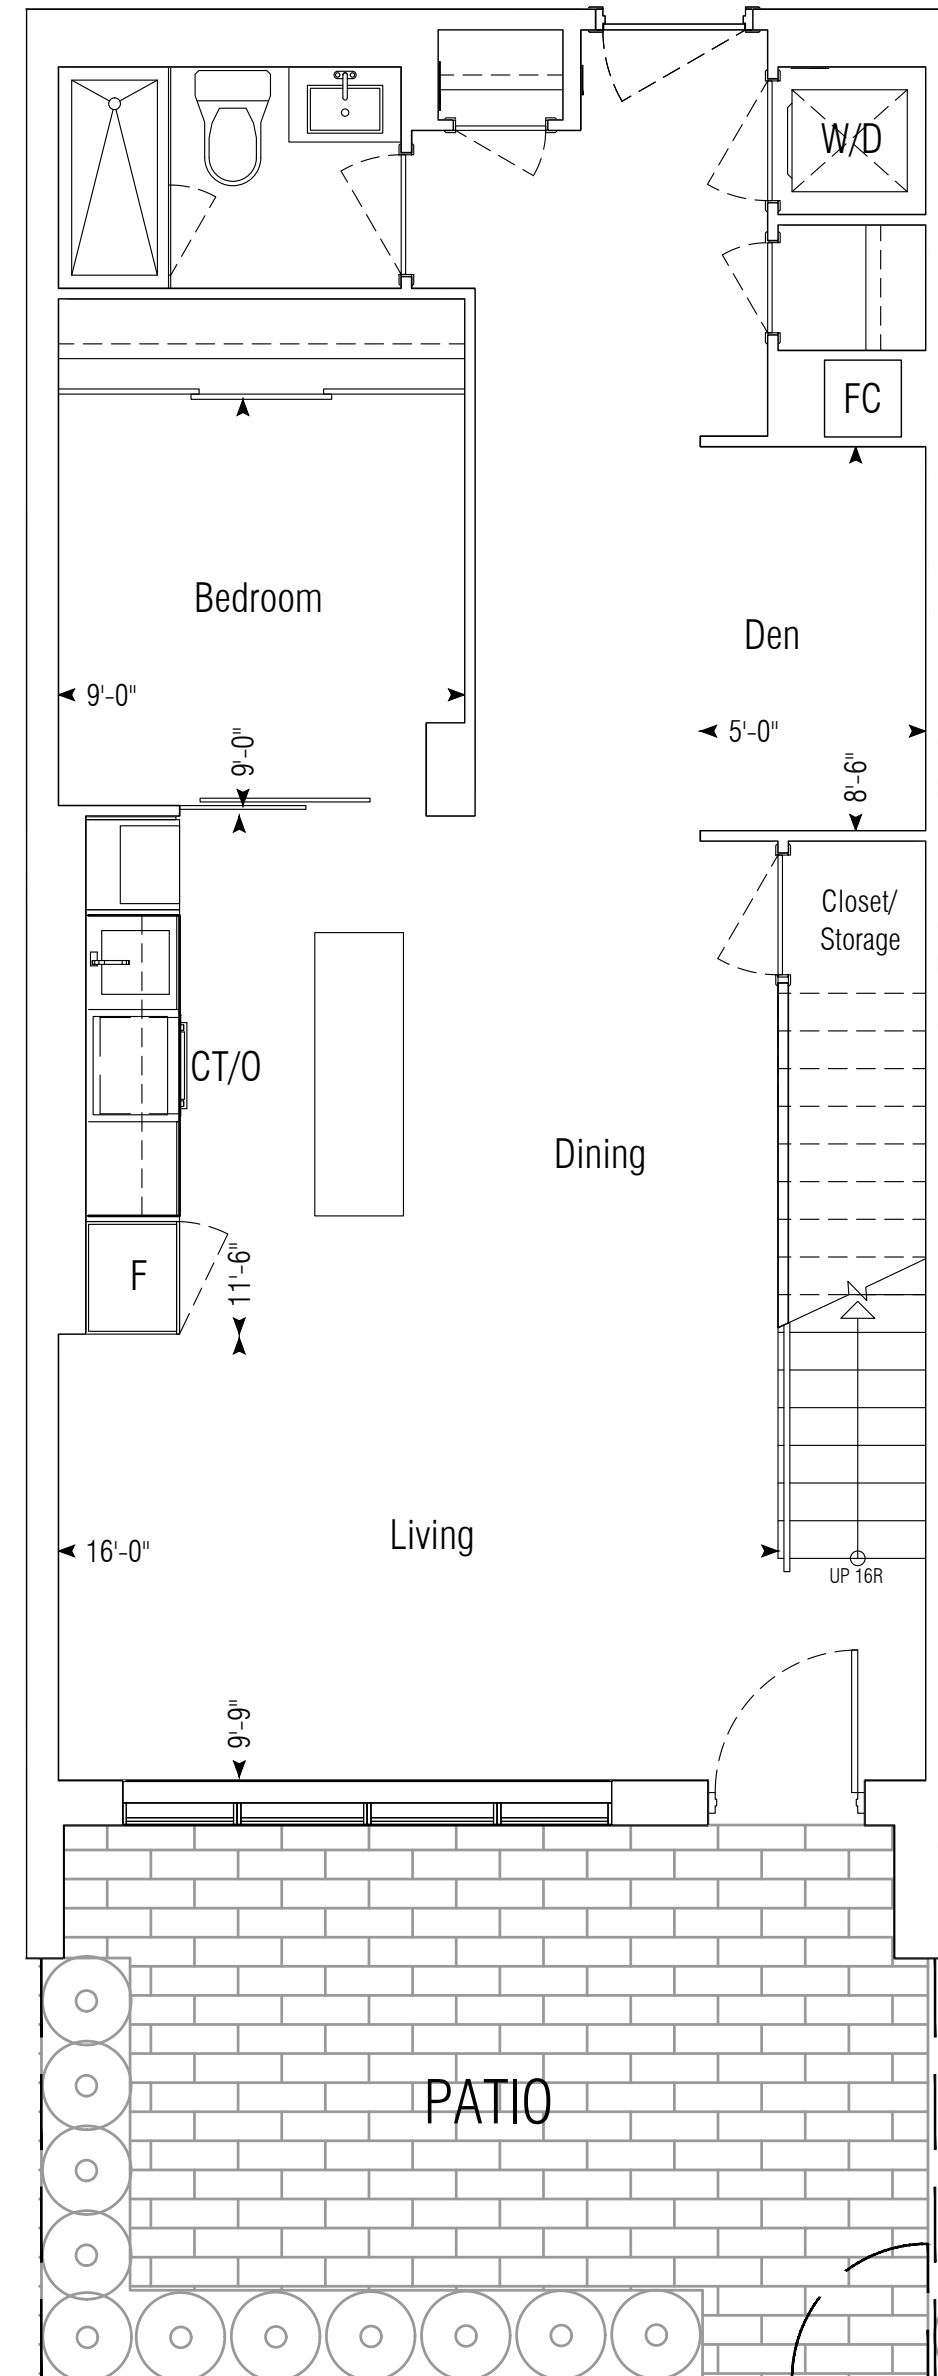 W/D
FC
Bedroom
Den
9'-0"
5'-0"
9'-0"
8'-6"
Closet/
Storage
CT/O
Dining
F
11'-6"
Living
16'-0"
UP 16R
9'-9"
PATIO